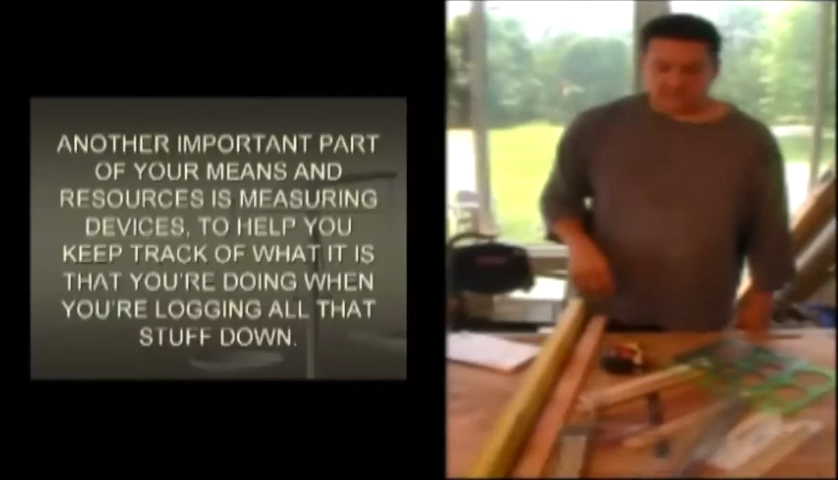 ANOTHER IMPORTANT PART
OF YOUR MEANS AND
RESOURCES IS MEASURING
DEVICES, TO HELP YOU
KEEP TRACK OF WHAT IT IS
THAT YOU'RE DOING WHEN
YOU'RE LOGGING ALL THAT
STUFF DOWN.